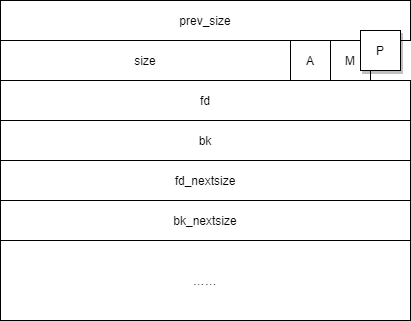 prev_size
size A M P
fd
bk
fd_nextsize
bk_nextsize
......